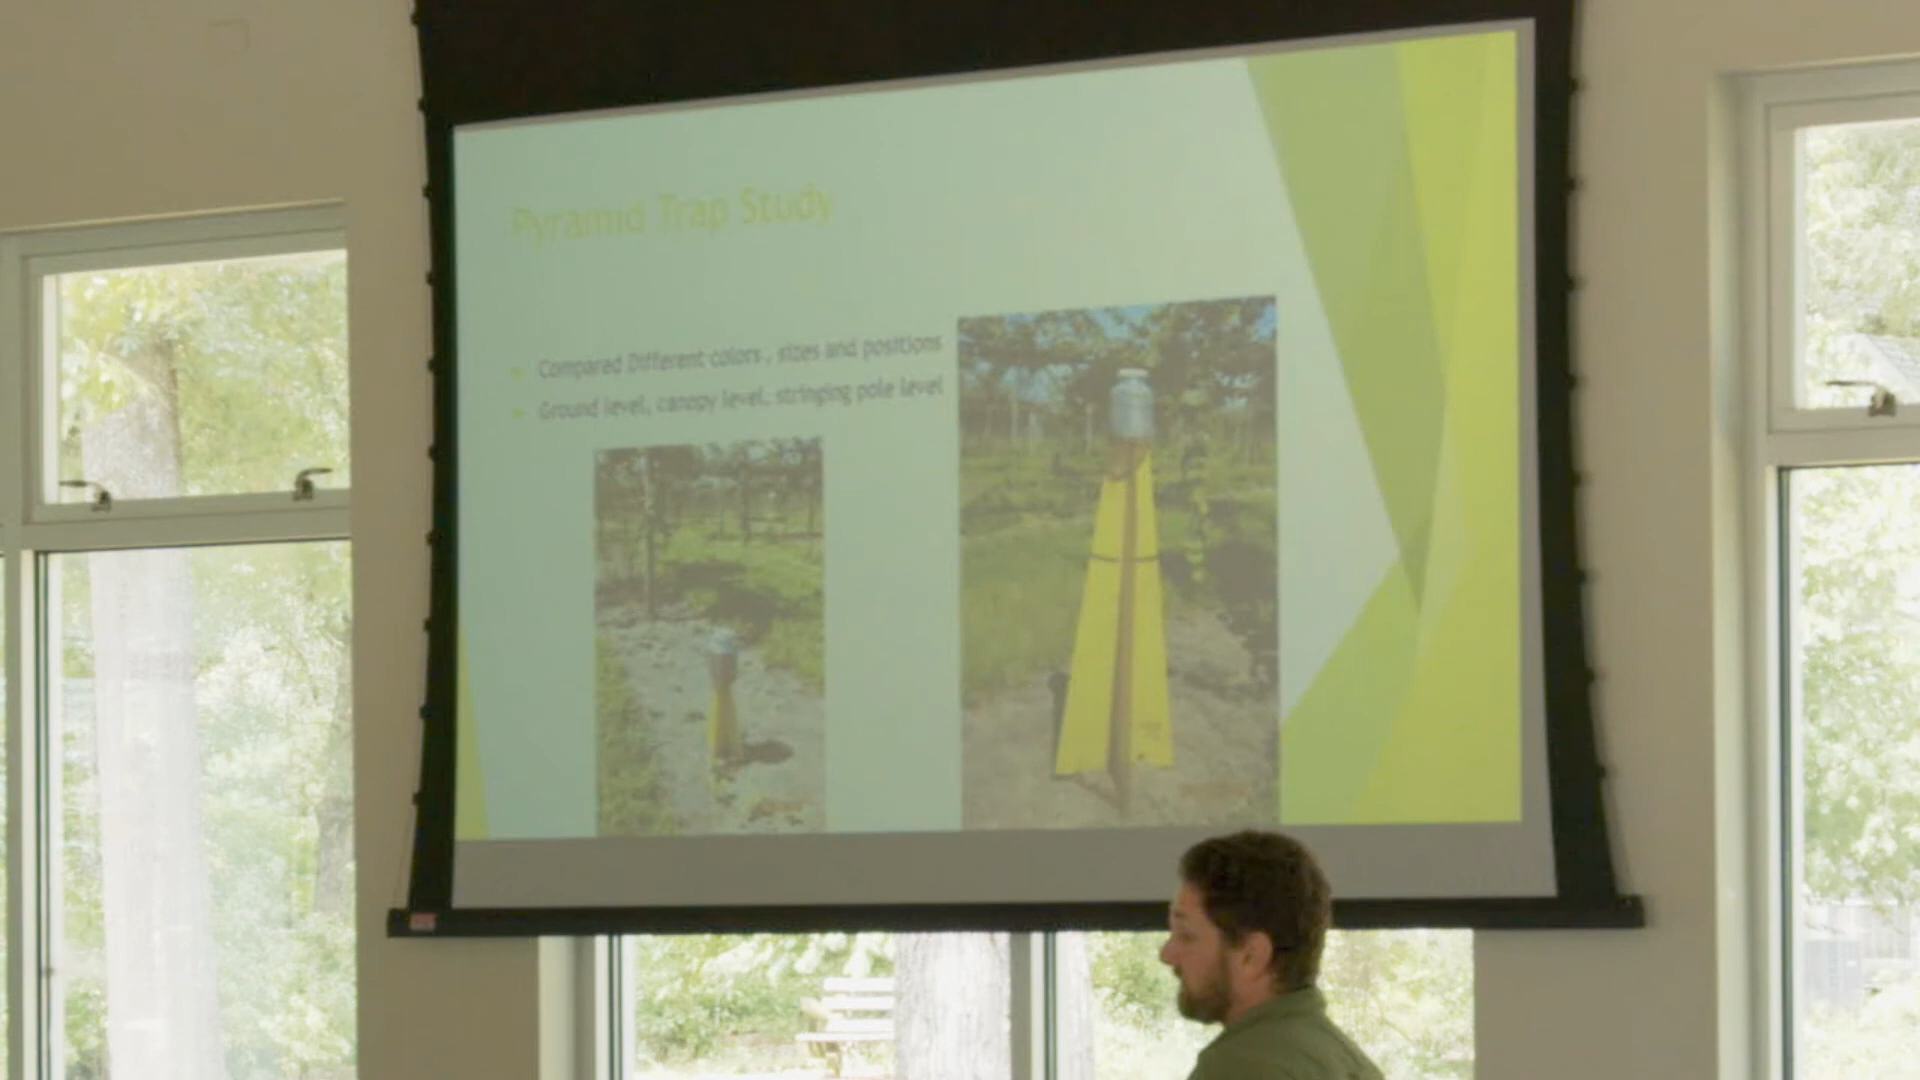 Pyramid Trap Study
Compared Different colors , sizes and positions
Ground level, canopy level, stringing pole level